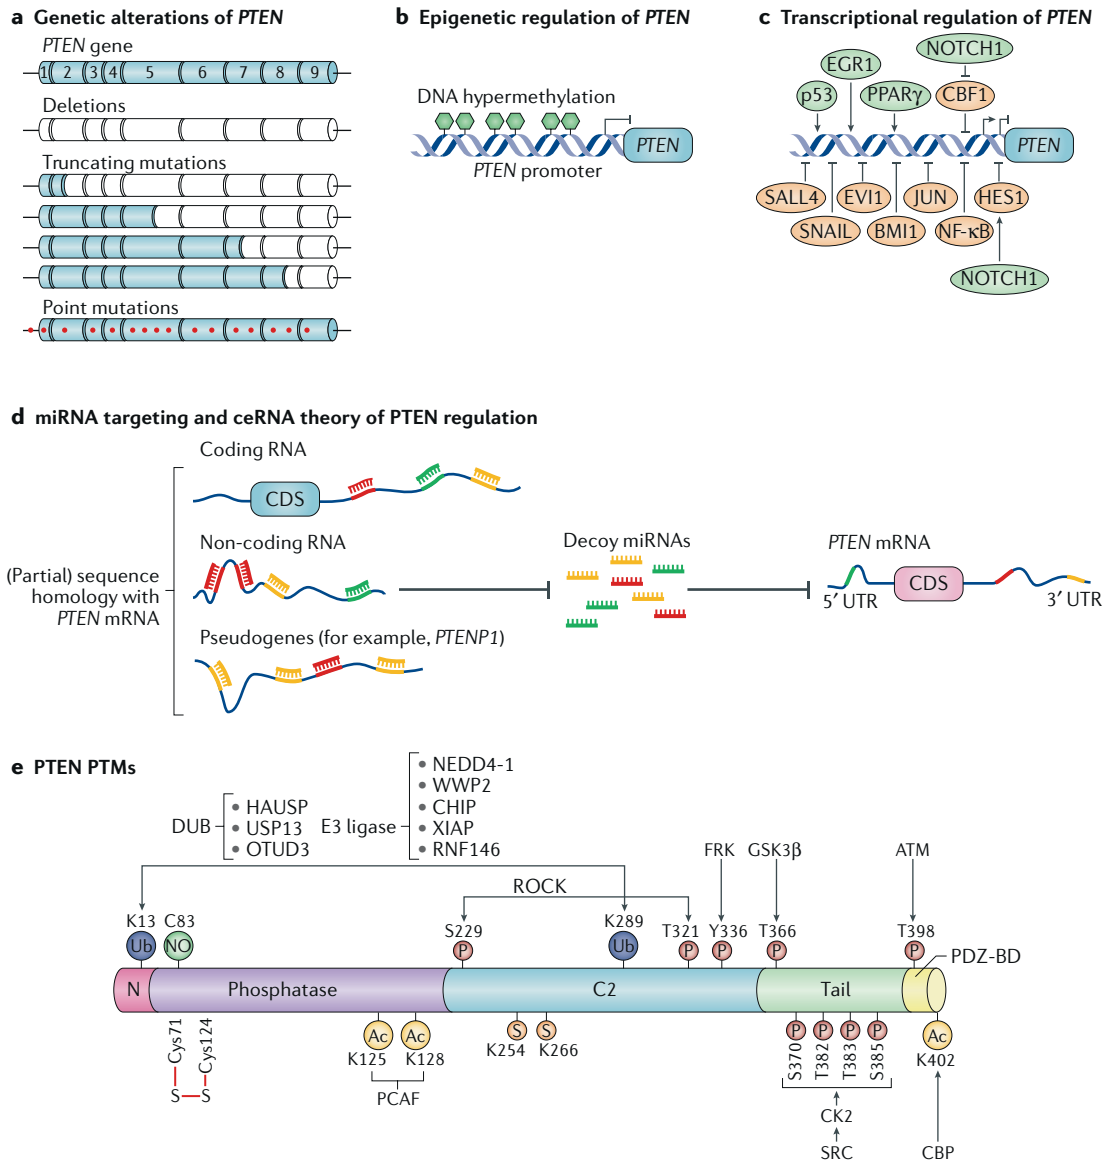 a Genetic alterations of PTEN
PTEN gene
1 2 3 4 5 6 7 8 9
Deletions
Truncating mutations
Point mutations
b Epigenetic regulation of PTEN
DNA hypermethylation
PTEN
PTEN promoter
c Transcriptional regulation of PTEN
NOTCH1
EGR1
p53
PPARγ
CBF1
PTEN
SALL4
EVI1
JUN
HES1
SNAIL
BMI1
NF-κB
NOTCH1
d miRNA targeting and ceRNA theory of PTEN regulation
(Partial) sequence
homology with
PTEN mRNA
Coding RNA
CDS
Non-coding RNA
Pseudogenes (for example, PTENP1)
Decoy miRNAs
PTEN mRNA
CDS
5′ UTR
3′ UTR
e PTEN PTMs
DUB
• HAUSP
• USP13
• OTUD3
E3 ligase
• NEDD4-1
• WWP2
• CHIP
• XIAP
• RNF146
FRK
GSK3β
ATM
ROCK
K13
C83
S229
K289
T321
Y336
T366
T398
Ub
NO
P
Ub
P
P
P
P
PDZ-BD
N
Phosphatase
C2
Tail
Cys71
Cys124
S
S
Ac
Ac
K125
K128
PCAF
S
S
K254
K266
P
P
P
P
S370
T382
T383
S385
CK2
SRC
Ac
K402
CBP